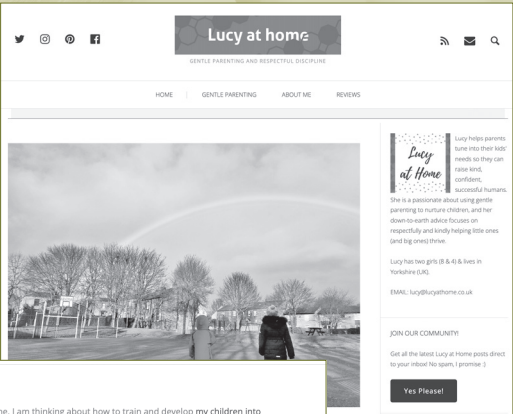 Lucy at home
GENTLE PARENTING AND RESPECTFUL DISCIPLINE
HOME
GENTLE PARENTING
ABOUT ME
REVIEWS
Lucy
at Home
Lucy helps parents
tune into their kids'
needs so they can
raise kind,
confident,
successful humans.
She is a passionate about using gentle
parenting to nurture children, and her
down-to-earth advice focuses on
respectfully and kindly helping little ones
(and big ones) thrive.
Lucy has two girls (8 & 4) & lives in
Yorkshire (UK).
EMAIL: lucy@lucyathome.co.uk
JOIN OUR COMMUNITY!
Get all the latest Lucy at Home posts direct
to your inbox! No spam, I promise :)
Yes Please!
I am thinking about how to train and develop my children into